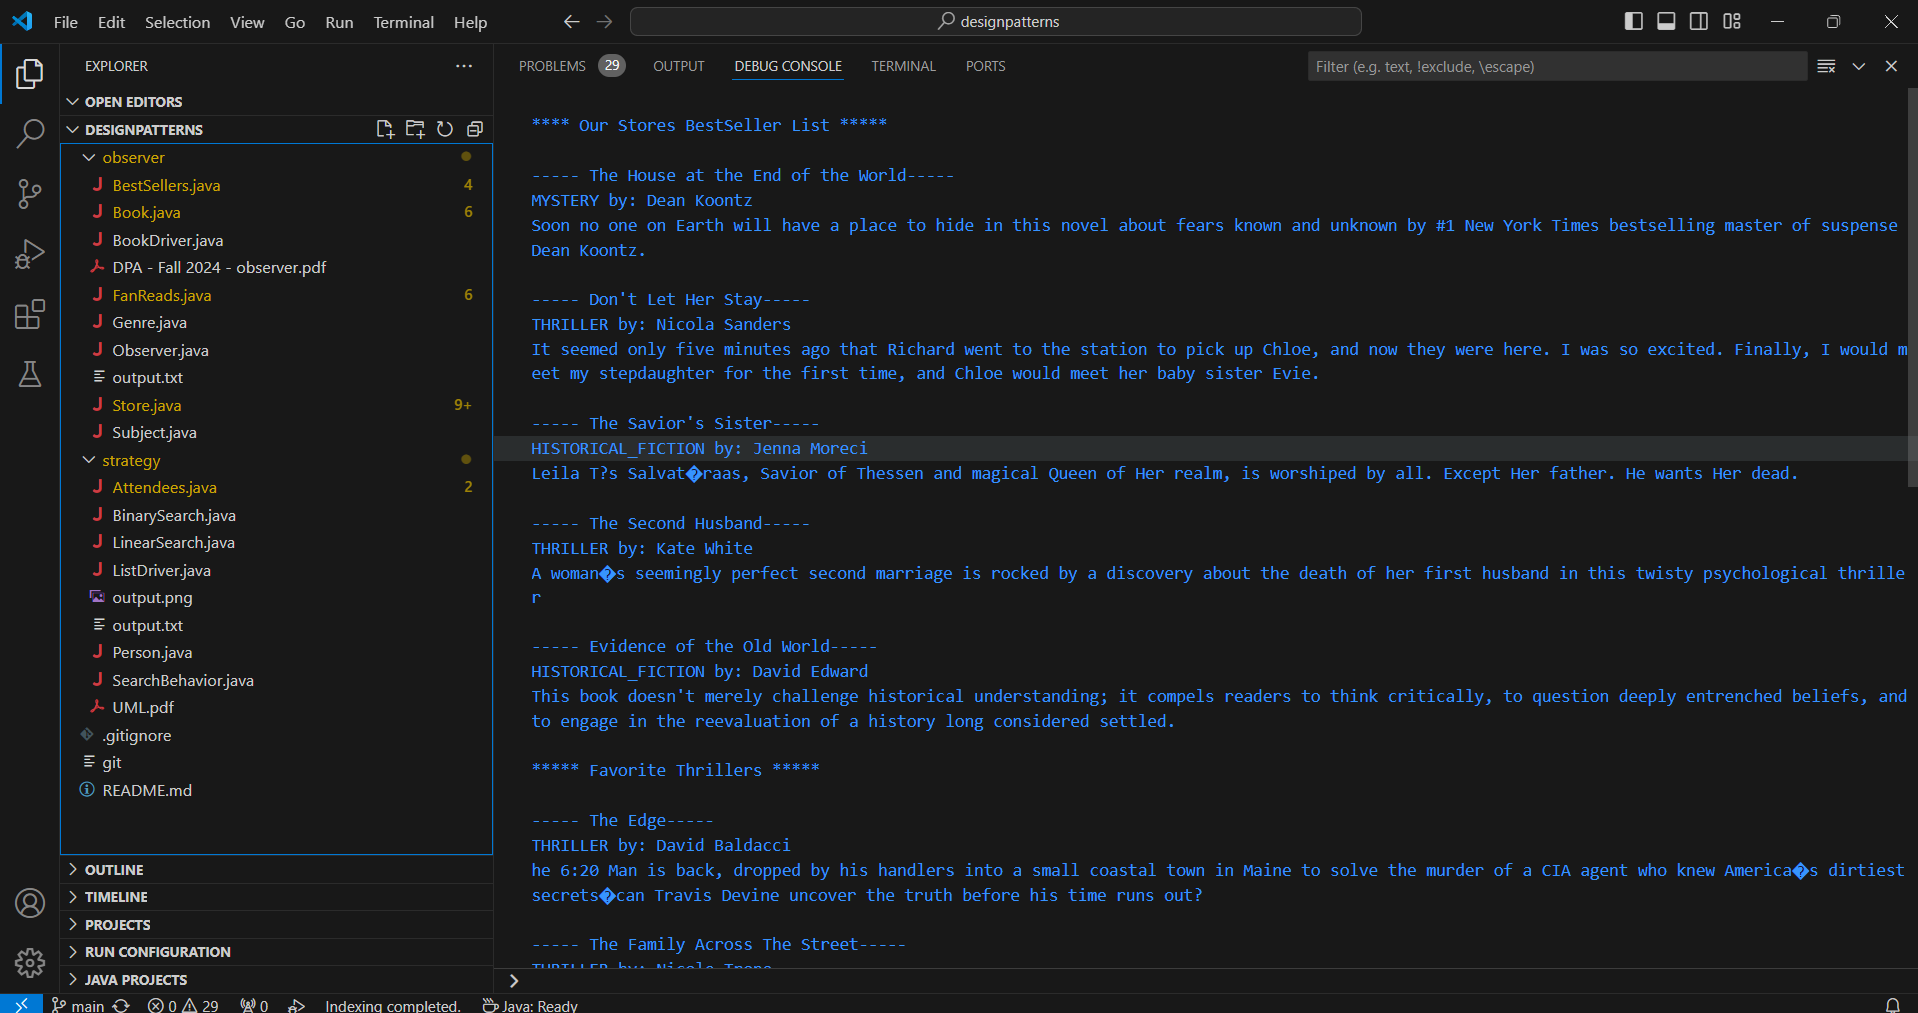 File Edit Selection View Go Run Terminal Help
designpatterns
EXPLORER
OPEN EDITORS
DESIGNPATTERNS
observer
BestSellers.java 4
Book.java 6
BookDriver.java
DPA - Fall 2024 - observer.pdf
FanReads.java 6
Genre.java
Observer.java
output.txt
Store.java 9+
Subject.java
strategy
Attendees.java 2
BinarySearch.java
LinearSearch.java
ListDriver.java
output.png
output.txt
Person.java
SearchBehavior.java
UML.pdf
.gitignore
git
README.md
OUTLINE
TIMELINE
PROJECTS
RUN CONFIGURATION
JAVA PROJECTS
PROBLEMS 29 OUTPUT DEBUG CONSOLE TERMINAL PORTS
Filter (e.g. text, !exclude, \escape)
**** Our Stores BestSeller List *****
----- The House at the End of the World-----
MYSTERY by: Dean Koontz
Soon no one on Earth will have a place to hide in this novel about fears known and unknown by #1 New York Times bestselling master of suspense
Dean Koontz.
----- Don't Let Her Stay-----
THRILLER by: Nicola Sanders
It seemed only five minutes ago that Richard went to the station to pick up Chloe, and now they were here. I was so excited. Finally, I would m
eet my stepdaughter for the first time, and Chloe would meet her baby sister Evie.
----- The Savior's Sister-----
HISTORICAL_FICTION by: Jenna Moreci
Leila T?s Salvat�raas, Savior of Thessen and magical Queen of Her realm, is worshiped by all. Except Her father. He wants Her dead.
----- The Second Husband-----
THRILLER by: Kate White
A woman�s seemingly perfect second marriage is rocked by a discovery about the death of her first husband in this twisty psychological thrille
r
----- Evidence of the Old World-----
HISTORICAL_FICTION by: David Edward
This book doesn't merely challenge historical understanding; it compels readers to think critically, to question deeply entrenched beliefs, and
to engage in the reevaluation of a history long considered settled.
***** Favorite Thrillers *****
----- The Edge-----
THRILLER by: David Baldacci
he 6:20 Man is back, dropped by his handlers into a small coastal town in Maine to solve the murder of a CIA agent who knew America�s dirtiest
secrets�can Travis Devine uncover the truth before his time runs out?
----- The Family Across The Street-----
THRILLER by: Nicole Trope
main 0 29 0 Indexing completed. Java: Ready